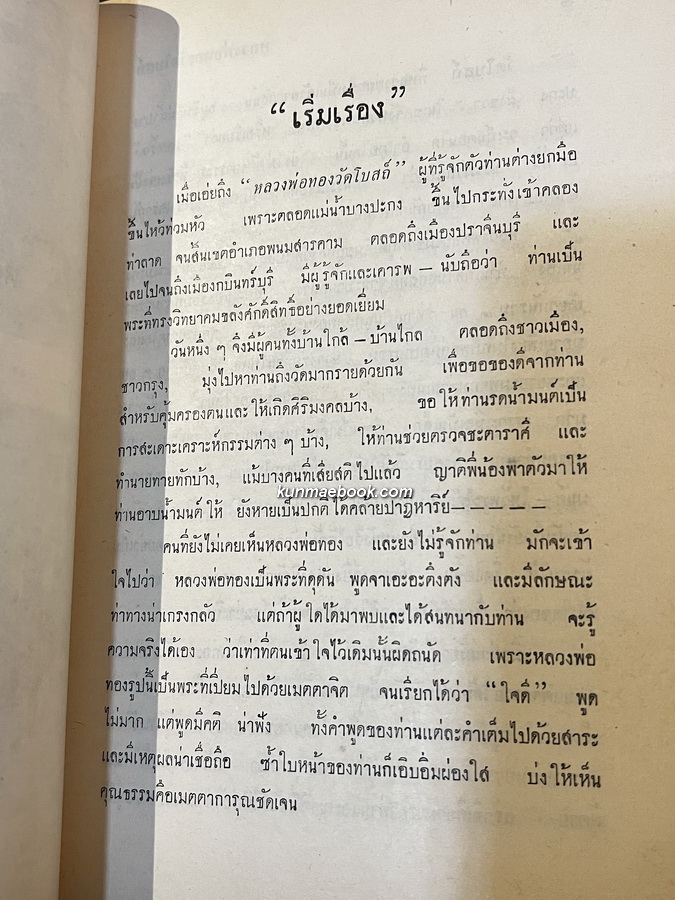 “ เริ่มเรื่อง ”
เมื่อเอ่ยถึง “ หลวงพ่อทองวัดโบสถ์ ” ผู้ที่รู้จักตัวท่านต่างยกมือ
ขึ้นไหว้ท่วมหัว เพราะตลอดแม่น้ำบางปะกง ขึ้นไปกระทั่งเข้าคลอง
ท่าลาด จนสิ้นเขตอำเภอพนมสารคาม ตลอดถึงเมืองปราจีนบุรี และ
เลยไปจนถึงเมืองกบินทร์บุรี มีผู้รู้จักและเคารพ – นับถือว่า ท่านเป็น
พระที่ทรงวิทยาคมขลังศักดิ์สิทธิ์อย่างยอดเยี่ยม
วันหนึ่ง ๆ จึงมีผู้คนทั้งบ้านใกล้ – บ้านไกล ตลอดถึงชาวเมือง,
ชาวกรุง, มุ่งไปหาท่านถึงวัดมากรายด้วยกัน เพื่อขอของดีจากท่าน
สำหรับคุ้มครองตนและให้เกิดศิริมงคลบ้าง, ขอให้ท่านรดน้ำมนต์เป็น
การสะเดาะเคราะห์กรรมต่าง ๆ บ้าง, ให้ท่านช่วยตรวจชะตาราศี และ
ทำนายทายทักบ้าง, แม้บางคนที่เสียสติไปแล้ว ญาติพี่น้องพาตัวมาให้
ท่านอาบน้ำมนต์ให้ ยังหายเป็นปกติได้คลายปาฏิหาริย์– – – – –
kunmaebook.com
คนที่ยังไม่เคยเห็นหลวงพ่อทอง และยังไม่รู้จักท่าน มักจะเข้า
ใจไปว่า หลวงพ่อทองเป็นพระที่ดุดัน พูดจาเอะอะตึงตัง และมีลักษณะ
ท่าทางน่าเกรงกลัว แต่ถ้าผู้ใดได้มาพบและได้สนทนากับท่าน จะรู้
ความจริงได้เอง ว่าเท่าที่ตนเข้าใจไว้เดิมนั้นผิดถนัด เพราะหลวงพ่อ
ทองรูปนี้เป็นพระที่เปี่ยมไปด้วยเมตตาจิต จนเรียกได้ว่า “ ใจดี ” พูด
ไม่มาก แต่พูดมีคติ น่าฟัง ทั้งคำพูดของท่านแต่ละคำเต็มไปด้วยสาระ
และมีเหตุผลน่าเชื่อถือ ซ้ำใบหน้าของท่านก็เอิบอิ่มผ่องใส บ่งให้เห็น
คุณธรรมคือเมตตาการุณชัดเจน